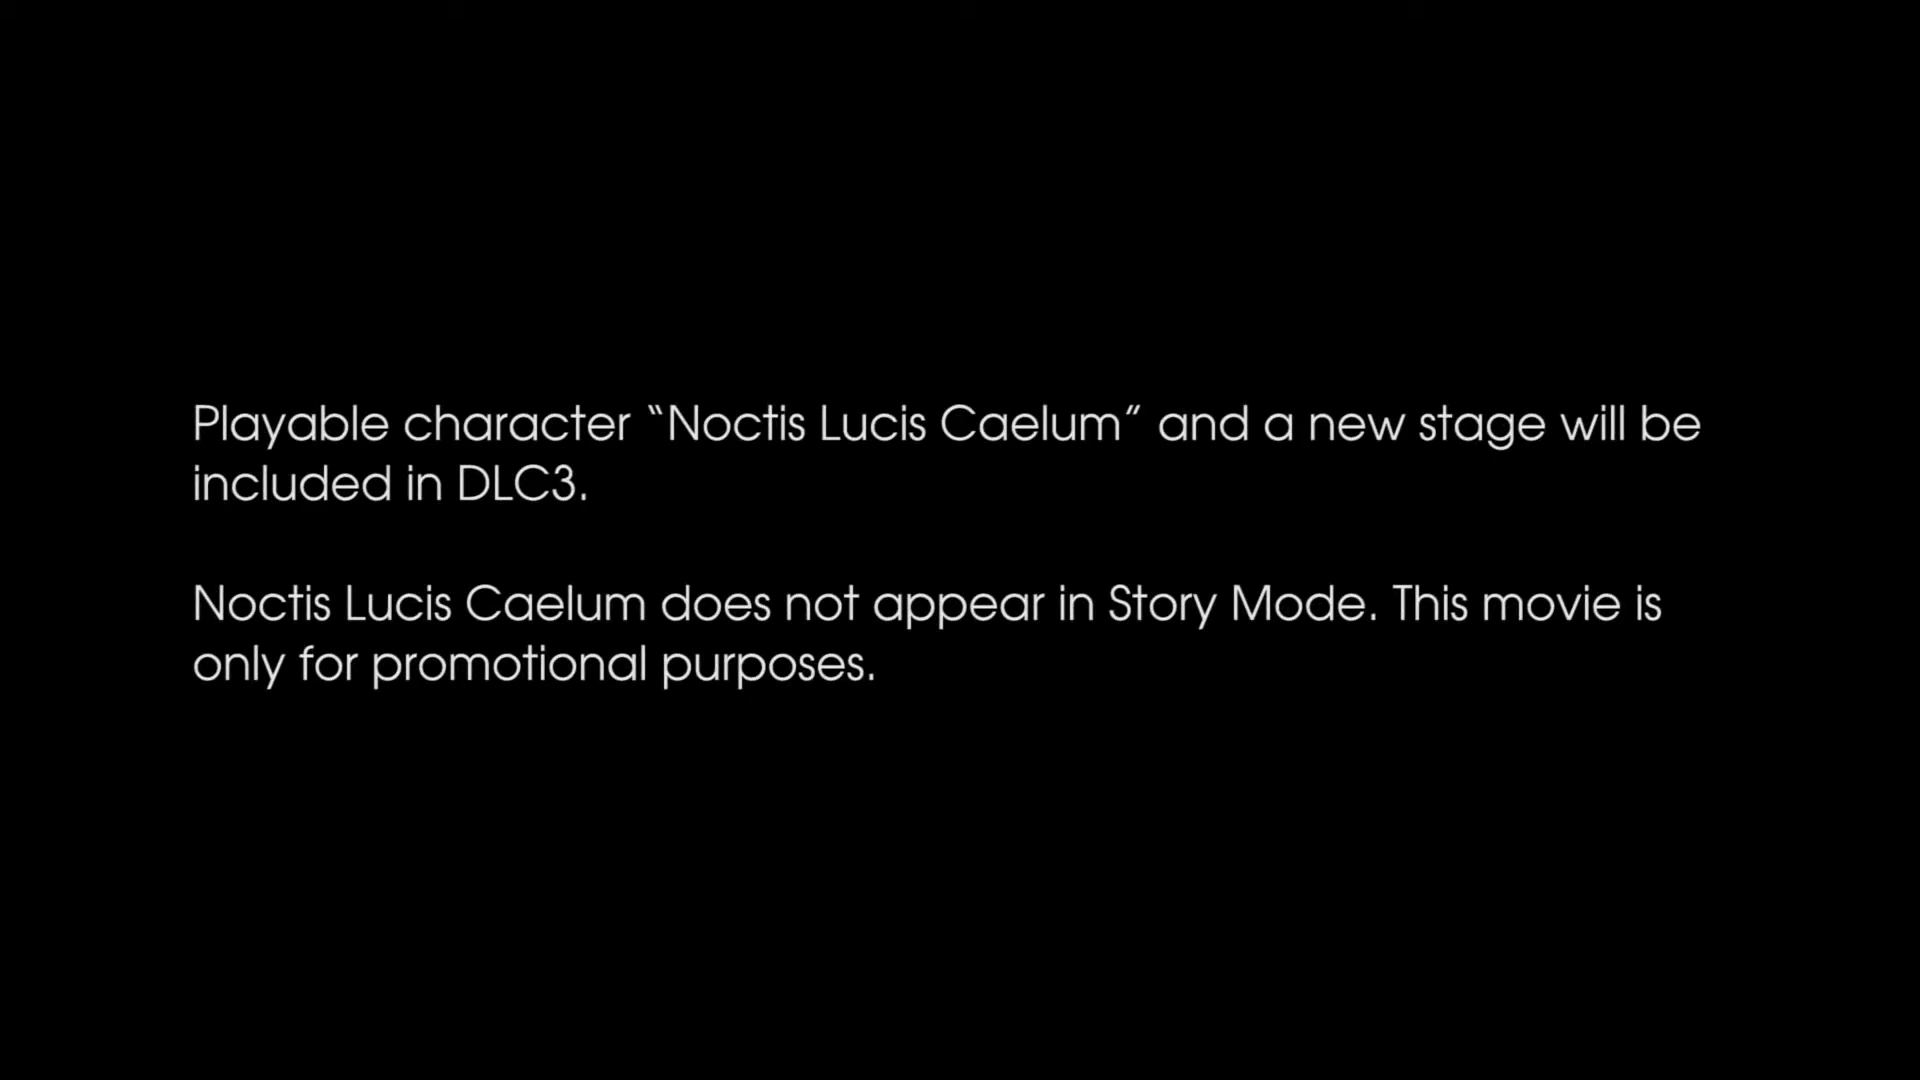 Playable character “Noctis Lucis Caelum” and a new stage will be
included in DLC3.
Noctis Lucis Caelum does not appear in Story Mode. This movie is
only for promotional purposes.